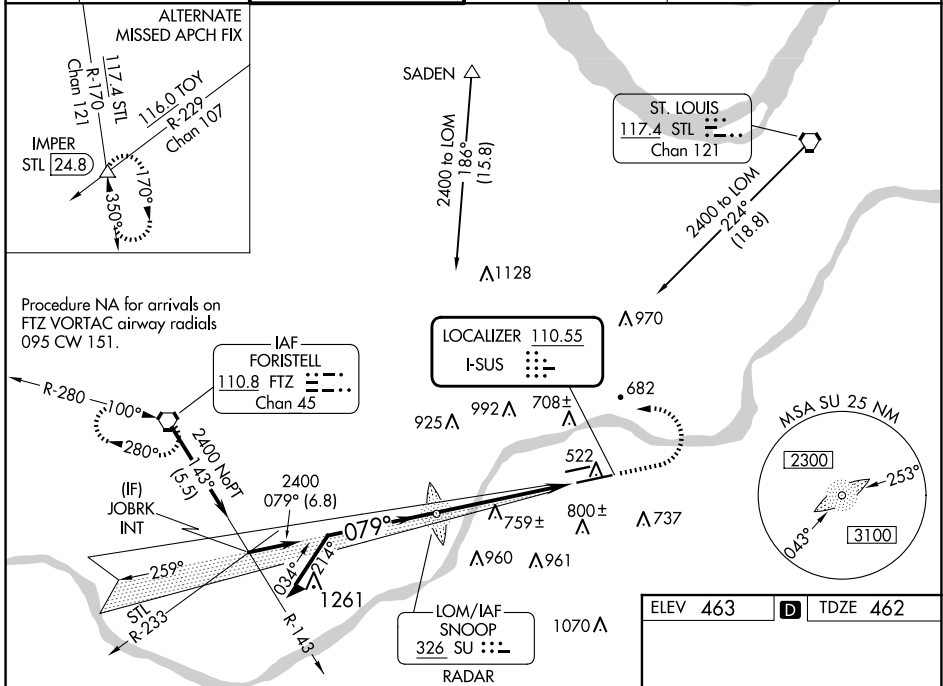 ALTERNATE
MISSED APCH FIX
117.4 STL
R-170
Chan 121
116.0 TOY
R-229
Chan 107
IMPER
STL 24.8
170°
350°
SADEN
2400 to LOM
186°
(15.8)
ST. LOUIS
117.4 STL
Chan 121
2400 to LOM
224°
(18.8)
1128
970
Procedure NA for arrivals on
FTZ VORTAC airway radials
095 CW 151.
LOCALIZER 110.55
I-SUS
IAF
FORISTELL
110.8 FTZ
Chan 45
R-280
100°
280°
2400 NoPT
143°
(5.5)
682
925
992
708±
522
MSA SU 25 NM
2300
253°
043°
3100
(IF)
JOBRK
INT
2400
079° (6.8)
079°
759±
800±
737
259°
034°
214°
960
961
1261
STL
R-233
R-143
LOM/IAF
SNOOP
326 SU
RADAR
1070
ELEV 463 D TDZE 462